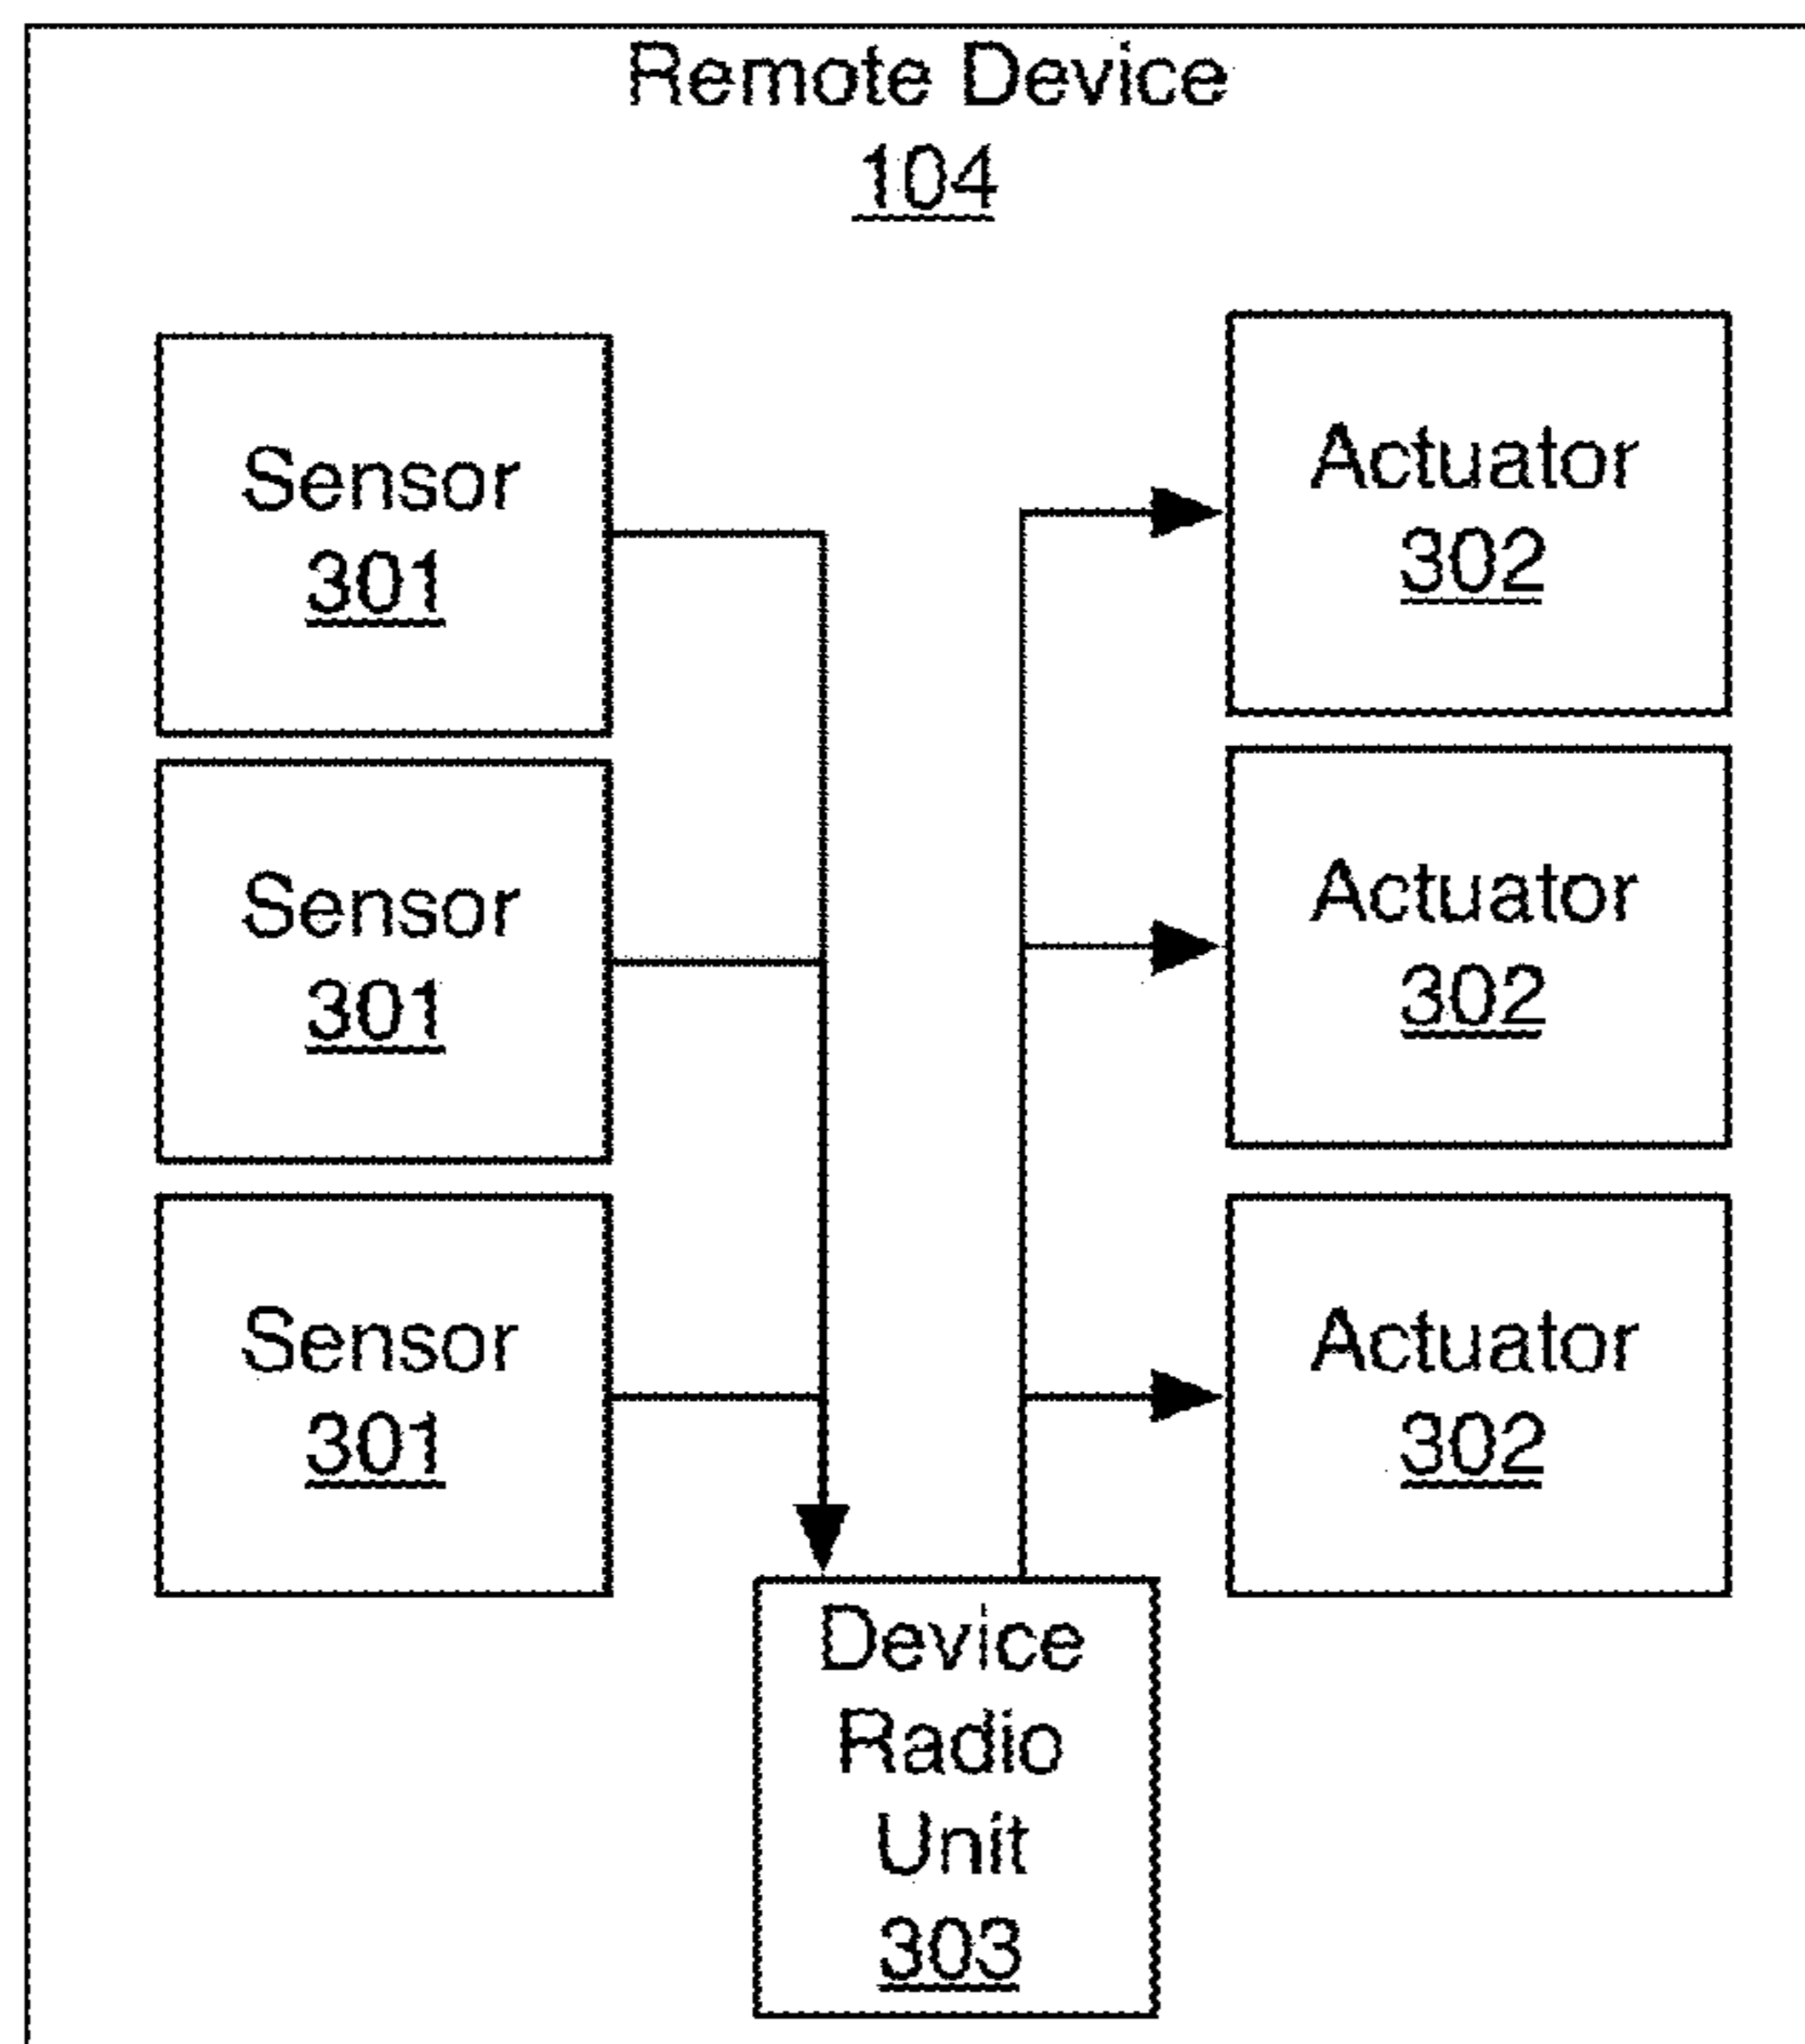 Remote Device
104
Sensor
301
Actuator
302
Sensor
301
Actuator
302
Sensor
301
Actuator
302
Device
Radio
Unit
303